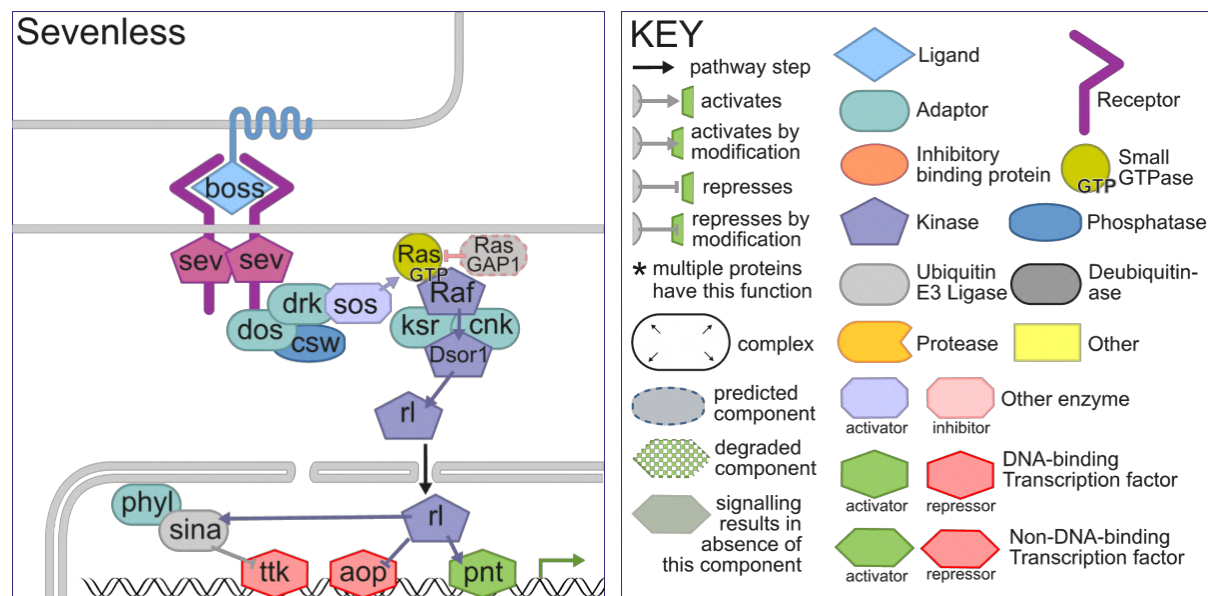 Sevenless
boss
sev
sev
Ras
GTP
Ras
GAP1
drk
sos
Raf
dos
csw
ksr
cnk
Dsor1
rl
phyl
sina
rl
ttk
aop
pnt
KEY
pathway step
activates
activates by
modification
represses
represses by
modification
* multiple proteins
have this function
complex
predicted
component
degraded
component
signalling
results in
absence of
this component
Ligand
Adaptor
Inhibitory
binding protein
Kinase
Ubiquitin
E3 Ligase
Protease
activator
inhibitor
Other enzyme
activator
repressor
DNA-binding
Transcription factor
activator
repressor
Non-DNA-binding
Transcription factor
Receptor
GTP
Small
GTPase
Phosphatase
Deubiquitin-
ase
Other